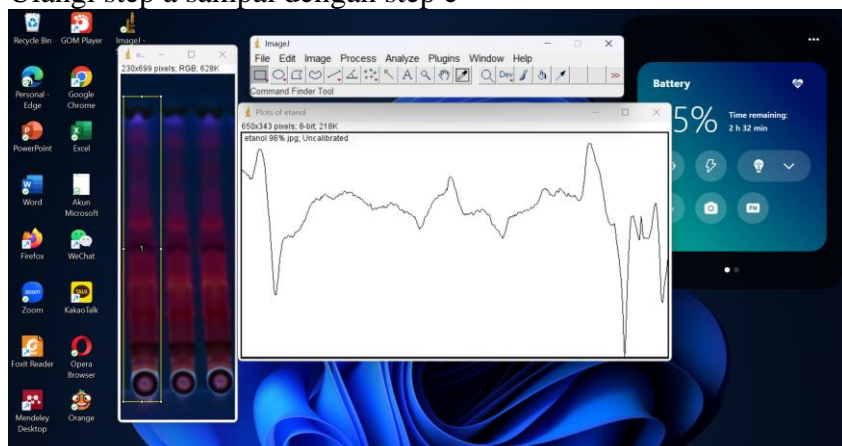 Ulangi step a sampai dengan step e
Recycle Bin
GOM Player
ImageJ -
Personal - Edge
Google Chrome
PowerPoint
Excel
Word
Akun Microsoft
Firefox
WeChat
Zoom
KakaoTalk
Foxit Reader
Opera Browser
Mendeley Desktop
Orange
230x699 pixels; RGB; 628K
1
ImageJ
File Edit Image Process Analyze Plugins Window Help
Dev
Command Finder Tool
Plots of etanol
650x343 pixels; 8-bit; 218K
etanol 96%.jpg; Uncalibrated
Battery
5%
Time remaining:
2 h 32 min